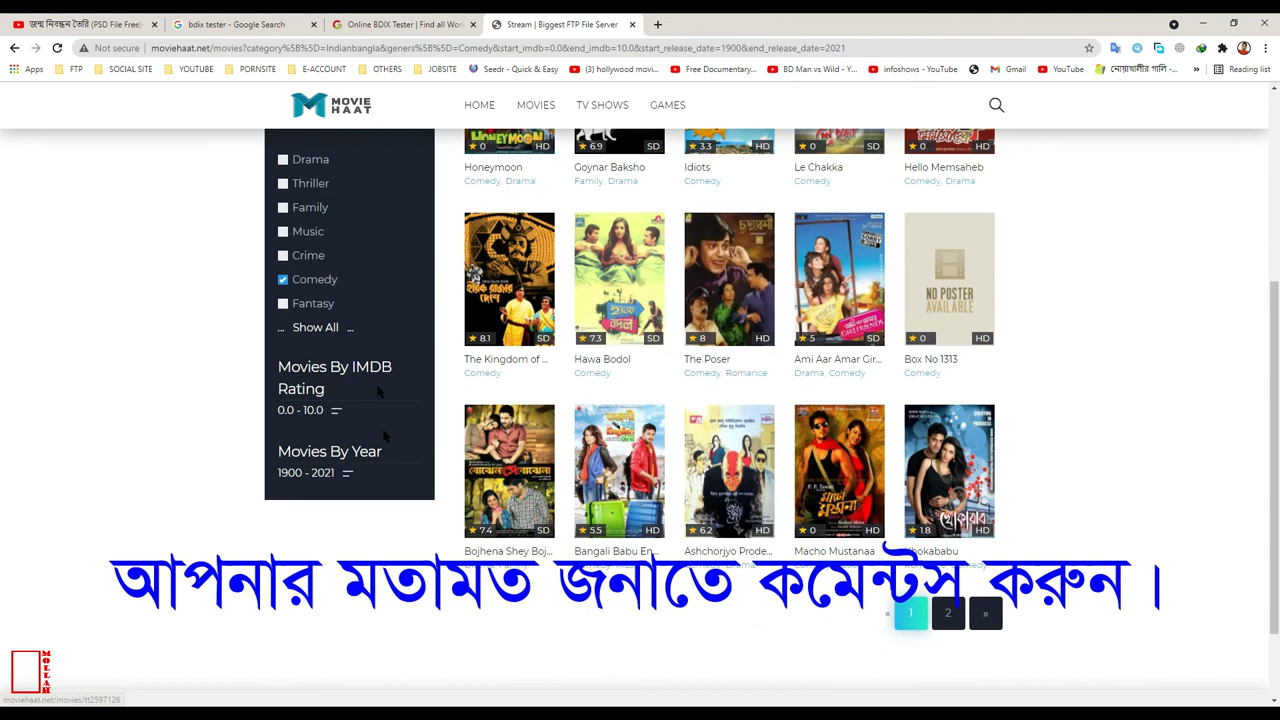 জন্ম নিবন্ধন তৈরি (PSD File Free)-
bdix tester - Google Search
Online BDIX Tester | Find all Wor
Stream | Biggest FTP File Server
Not secure
moviehaat.net/movies?category%5B%5D=Indianbangla&geners%5B%5D=Comedy&start_imdb=0.0&end_imdb=10.0&start_release_date=1900&end_release_date=2021
Apps FTP SOCIAL SITE YOUTUBE PORNSITE E-ACCOUNT OTHERS JOBSITE Seedr - Quick & Easy (3) hollywood movi... Free Documentary... BD Man vs Wild - Y... infoshows - YouTube Gmail YouTube নোয়াখালীর গালি -... Reading list
MOVIE HAAT
HOME MOVIES TV SHOWS GAMES
Drama
Thriller
Family
Music
Crime
Comedy
Fantasy
... Show All ...
Movies By IMDB
Rating
0.0 - 10.0
Movies By Year
1900 - 2021
0 HD 6.9 SD 3.3 HD 0 SD 0 HD
Honeymoon Goynar Baksho Idiots Le Chakka Hello Memsaheb
Comedy, Drama Family, Drama Comedy Comedy Comedy, Drama
হীরক রাজার দেশে
NO POSTER
AVAILABLE
8.1 SD 7.3 SD 8 HD 5 SD 0 HD
The Kingdom of ... Hawa Bodol The Poser Ami Aar Amar Gir... Box No 1313
Comedy Comedy Comedy, Romance Drama, Comedy Comedy
বোঝেনা সে বোঝেনা
খোকাবাবু
7.4 SD 5.5 HD 6.2 HD 0 HD 1.8 HD
Bojhena Shey Boj... Bangali Babu En... Ashchorjyo Prode... Macho Mustanaa Khokababu
আপনার মতামত জনাতে কমেন্টস করুন।
« 1 2 »
MOLLAH
moviehaat.net/movies/tt2597126